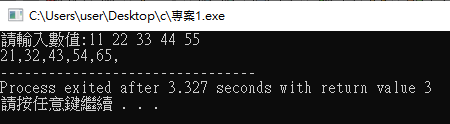 C:\Users\user\Desktop\c\專案1.exe
請輸入數值:11 22 33 44 55
21,32,43,54,65,
--------------------------------
Process exited after 3.327 seconds with return value 3
請按任意鍵繼續 . . .